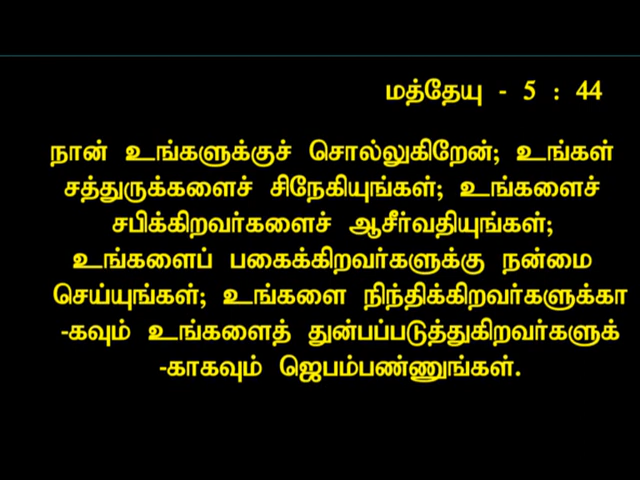 மத்தேயு - 5 : 44
நான் உங்களுக்குச் சொல்லுகிறேன்; உங்கள்
சத்துருக்களைச் சிநேகியுங்கள்; உங்களைச்
சபிக்கிறவர்களைச் ஆசீர்வதியுங்கள்;
உங்களைப் பகைக்கிறவர்களுக்கு நன்மை
செய்யுங்கள்; உங்களை நிந்திக்கிறவர்களுக்கா
-கவும் உங்களைத் துன்பப்படுத்துகிறவர்களுக்
-காகவும் ஜெபம்பண்ணுங்கள்.